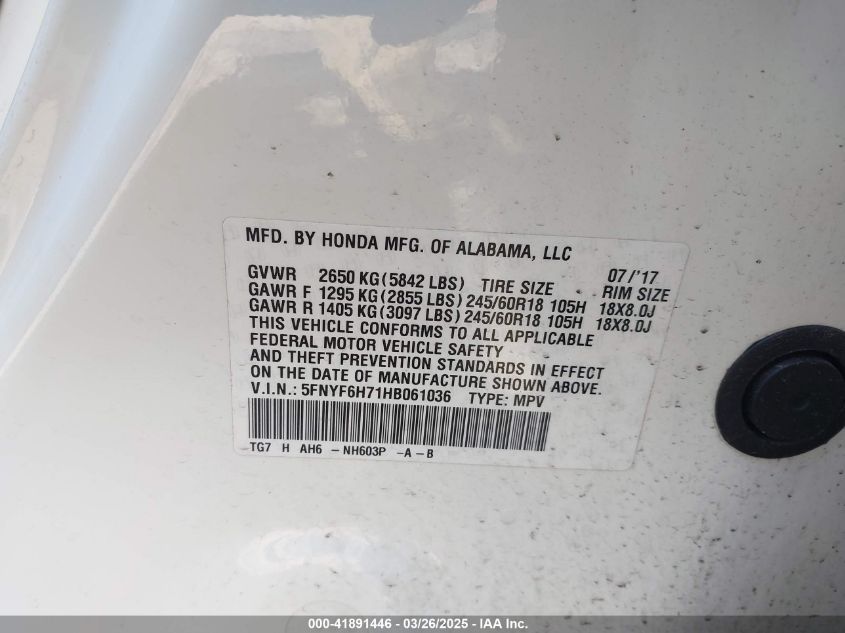 MFD. BY HONDA MFG. OF ALABAMA, LLC
07/'17
GVWR 2650 KG(5842 LBS) TIRE SIZE RIM SIZE
GAWR F 1295 KG(2855 LBS) 245/60R18 105H 18X8.0J
GAWR R 1405 KG(3097 LBS) 245/60R18 105H 18X8.0J
THIS VEHICLE CONFORMS TO ALL APPLICABLE
FEDERAL MOTOR VEHICLE SAFETY
AND THEFT PREVENTION STANDARDS IN EFFECT
ON THE DATE OF MANUFACTURE SHOWN ABOVE.
V.I.N.: 5FNYF6H71HB061036 TYPE: MPV
TG7 H AH6 -NH603P -A-B
000-41891446 - 03/26/2025 - IAA Inc.